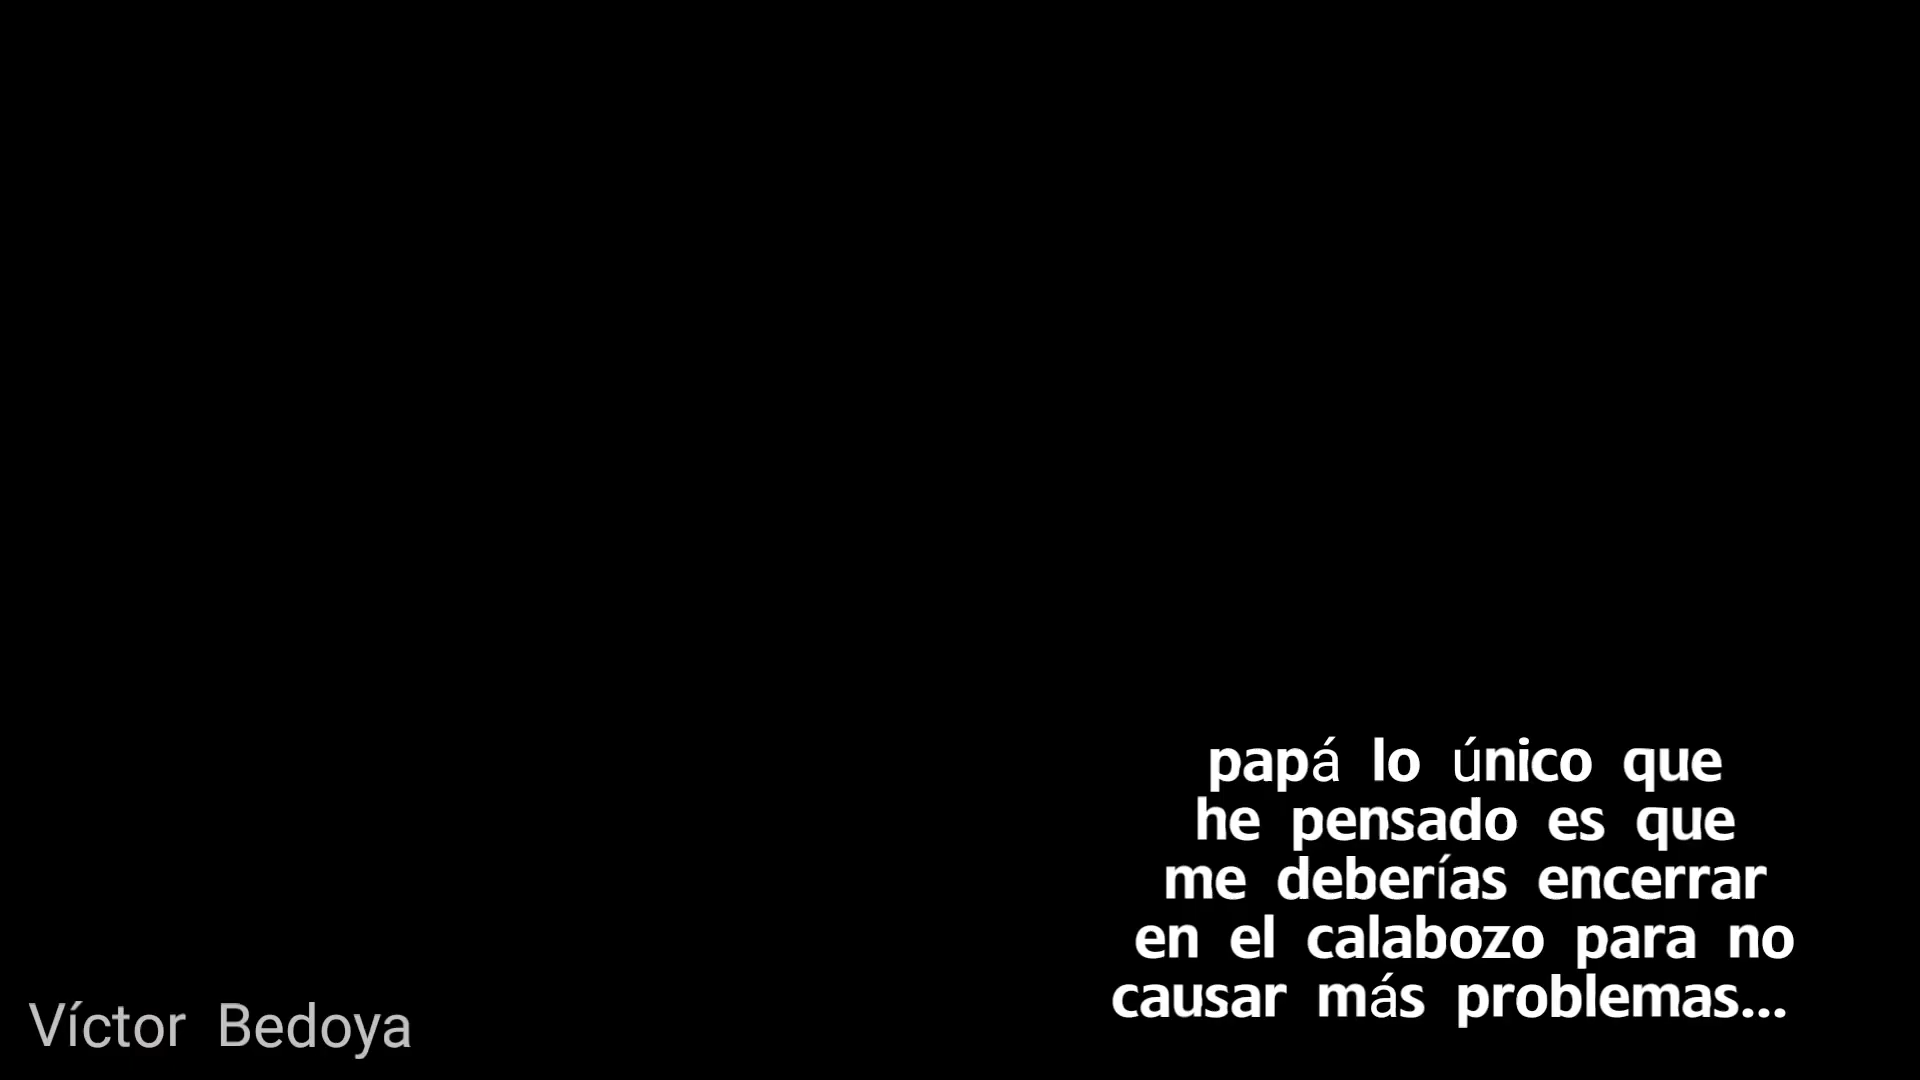 papá lo único que
he pensado es que
me deberías encerrar
en el calabozo para no
causar más problemas...
Víctor Bedoya